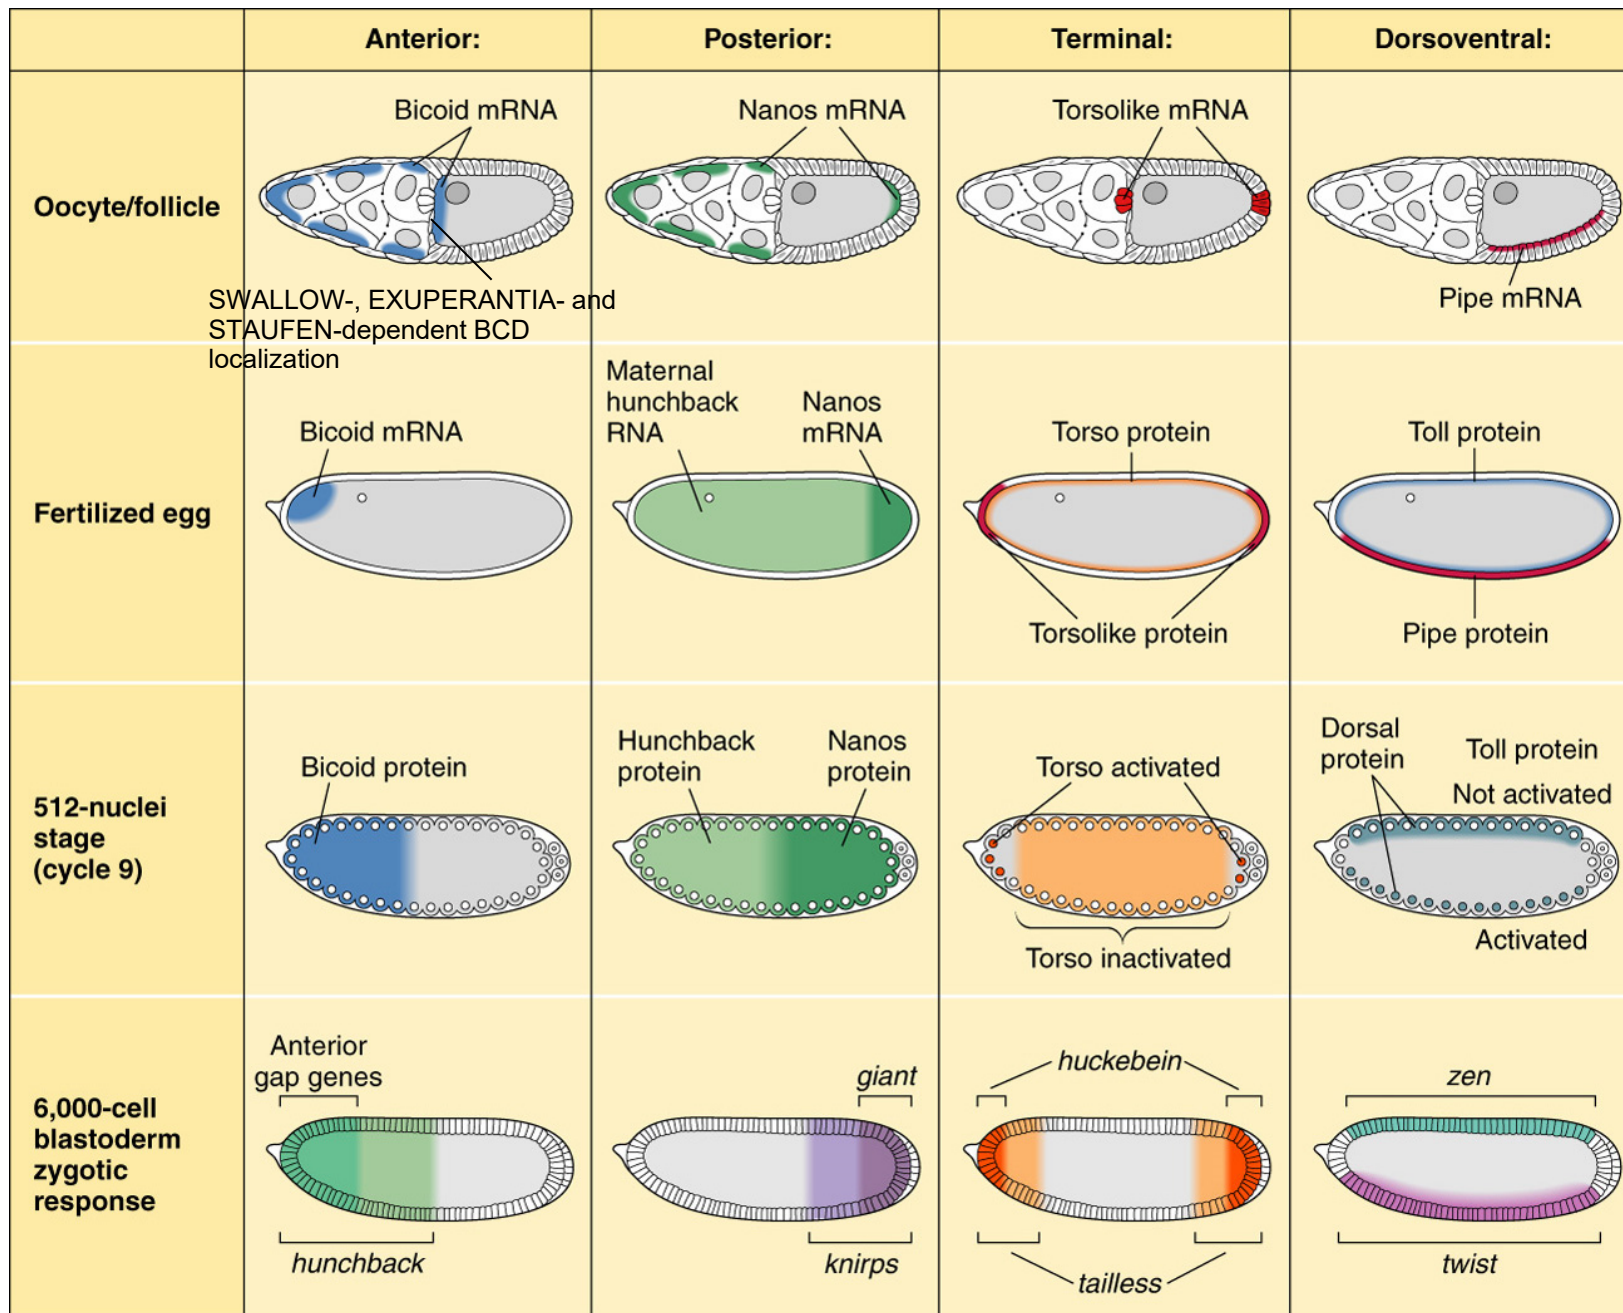 Anterior:
Posterior:
Terminal:
Dorsoventral:
Oocyte/follicle
Bicoid mRNA
SWALLOW-, EXUPERANTIA- and
STAUFEN-dependent BCD
localization
Nanos mRNA
Torsolike mRNA
Pipe mRNA
Fertilized egg
Bicoid mRNA
Maternal
hunchback
RNA
Nanos
mRNA
Torso protein
Torsolike protein
Toll protein
Pipe protein
512-nuclei
stage
(cycle 9)
Bicoid protein
Hunchback
protein
Nanos
protein
Torso activated
Torso inactivated
Dorsal
protein
Toll protein
Not activated
Activated
6,000-cell
blastoderm
zygotic
response
Anterior
gap genes
hunchback
giant
knirps
huckebein
tailless
zen
twist